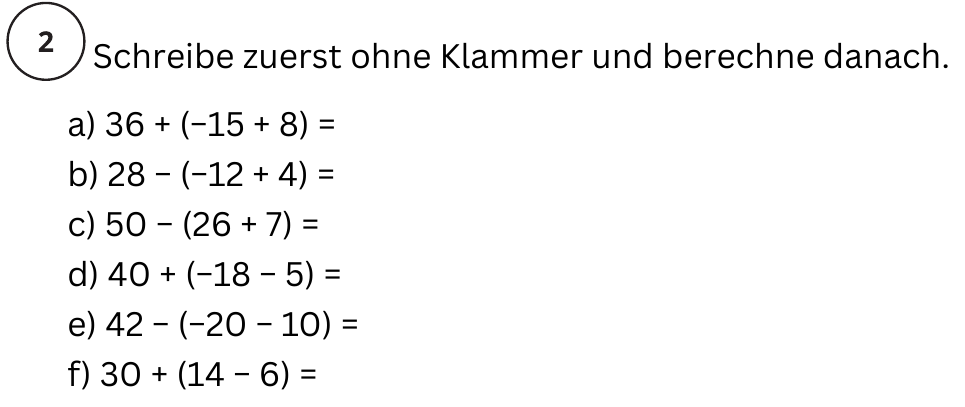 2 Schreibe zuerst ohne Klammer und berechne danach.
a) 36 + (−15 + 8) =
b) 28 − (−12 + 4) =
c) 50 − (26 + 7) =
d) 40 + (−18 − 5) =
e) 42 − (−20 − 10) =
f) 30 + (14 − 6) =